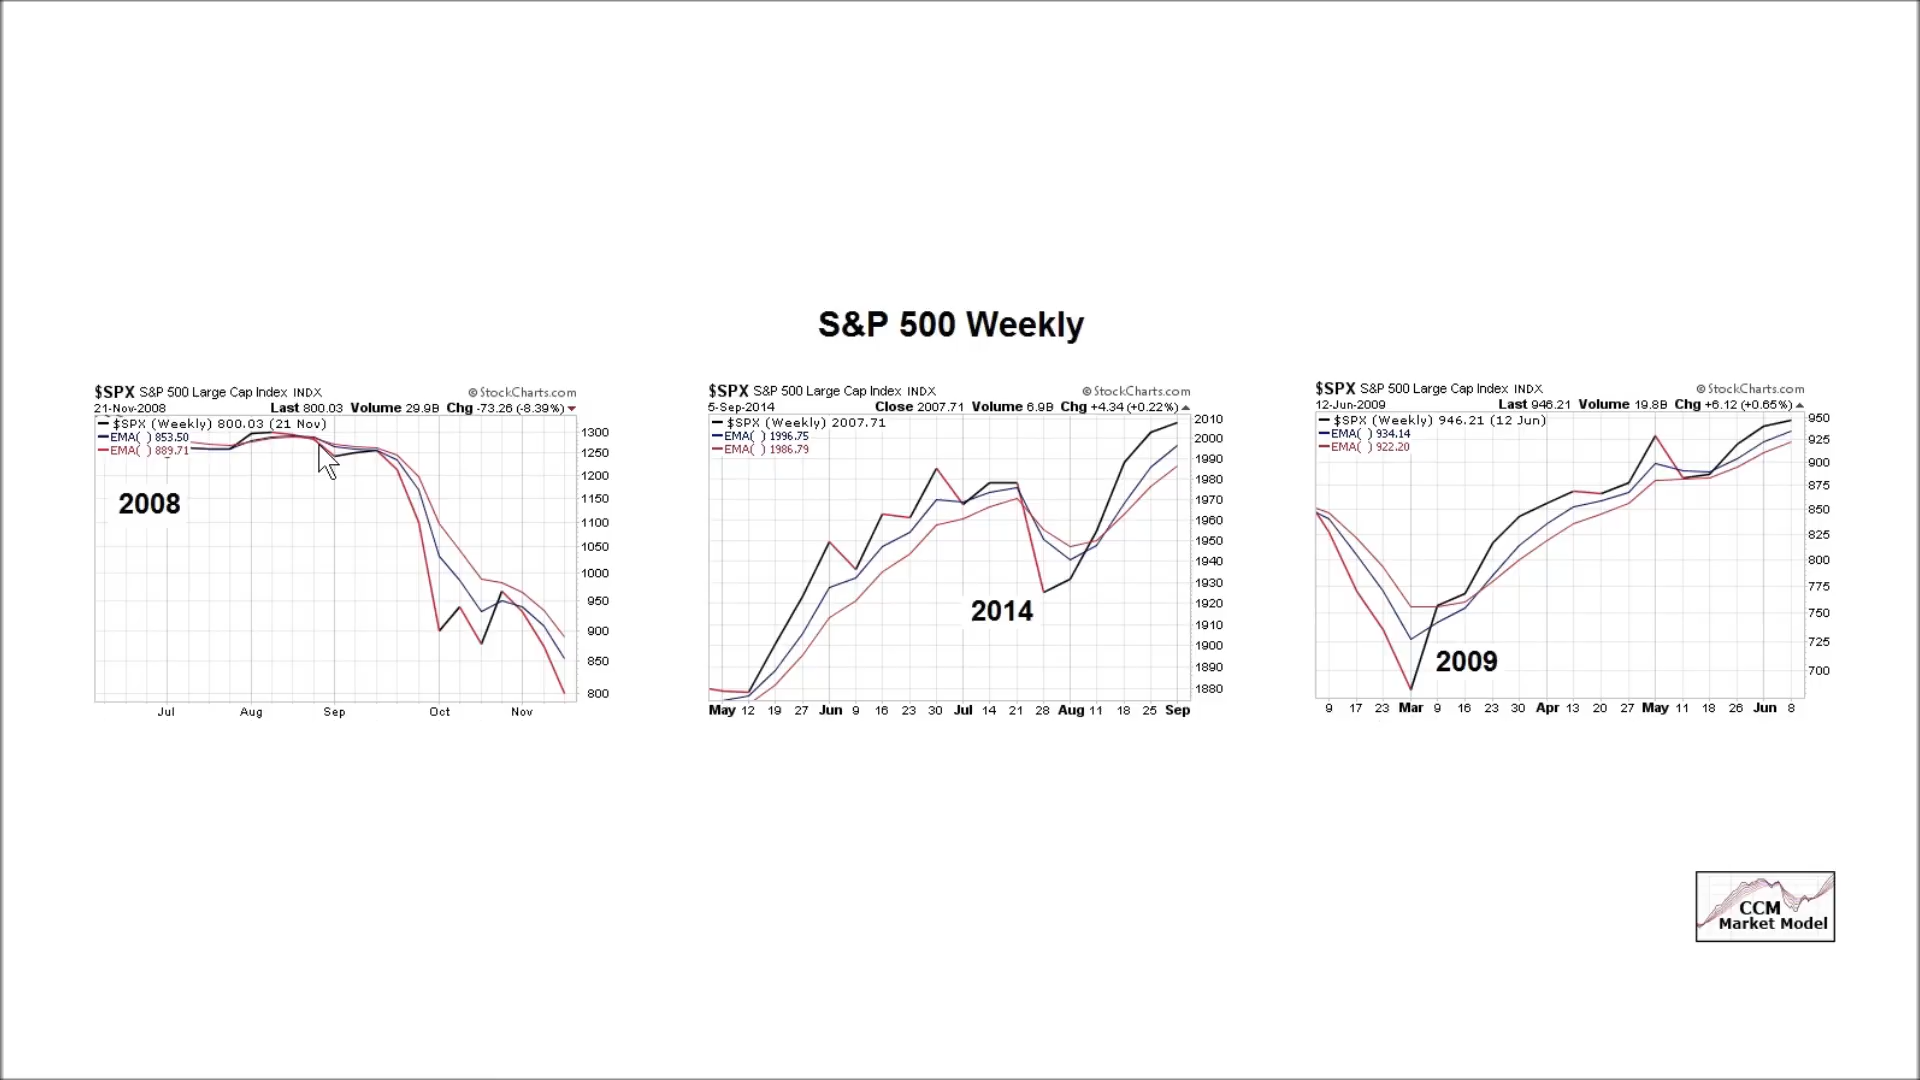 S&P 500 Weekly
$SPX S&P 500 Large Cap Index INDX © StockCharts.com
21-Nov-2008 Last 800.03 Volume 29.9B Chg -73.26 (-8.39%)
$SPX (Weekly) 800.03 (21 Nov)
EMA( ) 853.50
EMA( ) 889.71
2008
1300
1250
1200
1150
1100
1050
1000
950
900
850
800
Jul Aug Sep Oct Nov
$SPX S&P 500 Large Cap Index INDX © StockCharts.com
5-Sep-2014 Close 2007.71 Volume 6.9B Chg +4.34 (+0.22%)
$SPX (Weekly) 2007.71
EMA( ) 1996.75
EMA( ) 1986.79
2014
2010
2000
1990
1980
1970
1960
1950
1940
1930
1920
1910
1900
1890
1880
May 12 19 27 Jun 9 16 23 30 Jul 14 21 28 Aug 11 18 25 Sep
$SPX S&P 500 Large Cap Index INDX © StockCharts.com
12-Jun-2009 Last 946.21 Volume 19.8B Chg +6.12 (+0.65%)
$SPX (Weekly) 946.21 (12 Jun)
EMA( ) 934.14
EMA( ) 922.20
2009
950
925
900
875
850
825
800
775
750
725
700
9 17 23 Mar 9 16 23 30 Apr 13 20 27 May 11 18 26 Jun 8
CCM
Market Model